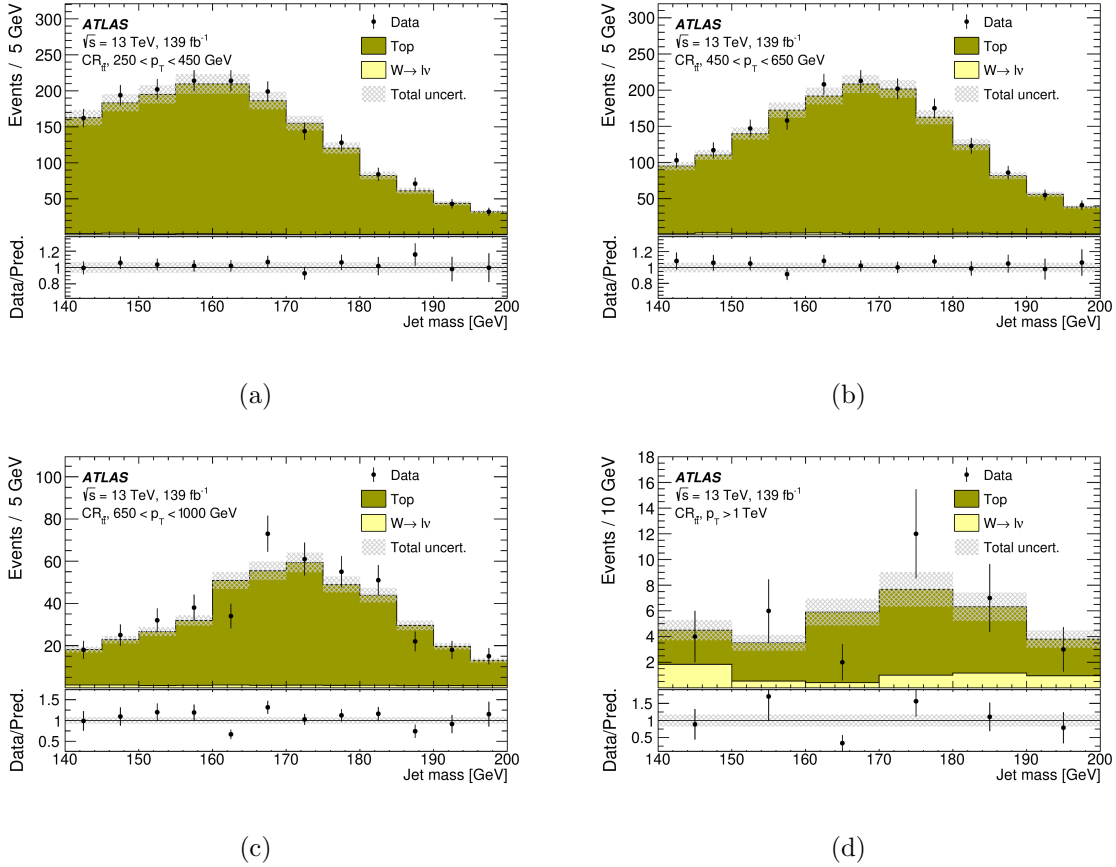 Events / 5 GeV
300
250
200
150
100
50
ATLAS
√s = 13 TeV, 139 fb⁻¹
CR_tt̄, 250 < p_T < 450 GeV
Data
Top
W→ lν
Total uncert.
Data/Pred.
1.2
1
0.8
140 150 160 170 180 190 200
Jet mass [GeV]
(a)
Events / 5 GeV
300
250
200
150
100
50
ATLAS
√s = 13 TeV, 139 fb⁻¹
CR_tt̄, 450 < p_T < 650 GeV
Data
Top
W→ lν
Total uncert.
Data/Pred.
1.2
1
0.8
140 150 160 170 180 190 200
Jet mass [GeV]
(b)
Events / 5 GeV
100
80
60
40
20
ATLAS
√s = 13 TeV, 139 fb⁻¹
CR_tt̄, 650 < p_T < 1000 GeV
Data
Top
W→ lν
Total uncert.
Data/Pred.
1.5
1
0.5
140 150 160 170 180 190 200
Jet mass [GeV]
(c)
Events / 10 GeV
18
16
14
12
10
8
6
4
2
ATLAS
√s = 13 TeV, 139 fb⁻¹
CR_tt̄, p_T > 1 TeV
Data
Top
W→ lν
Total uncert.
Data/Pred.
1.5
1
0.5
140 150 160 170 180 190 200
Jet mass [GeV]
(d)